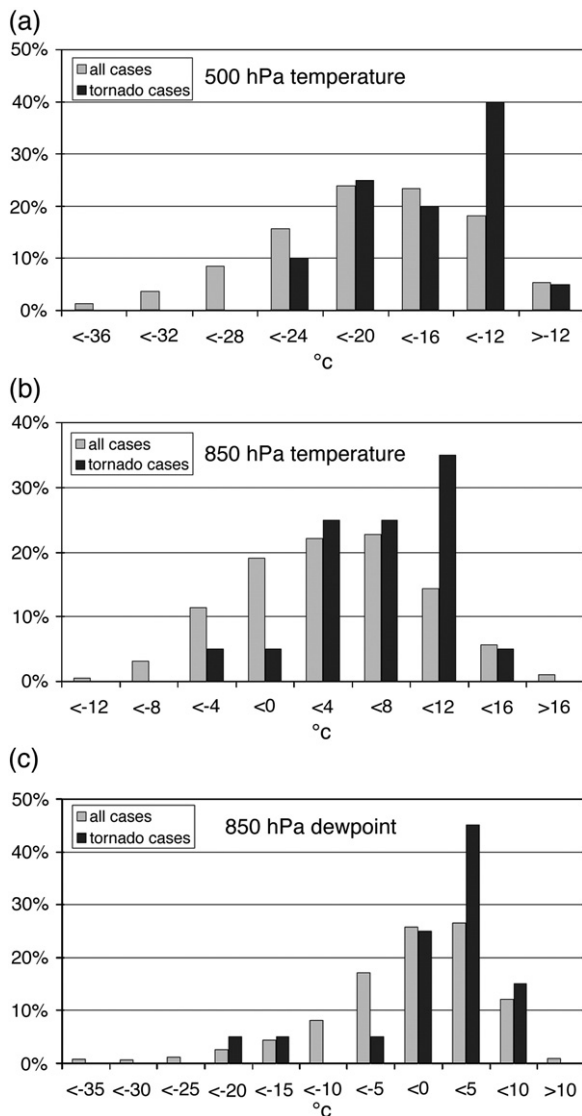 (a)
50%
all cases
tornado cases
500 hPa temperature
40%
30%
20%
10%
0%
<-36 <-32 <-28 <-24 <-20 <-16 <-12 >-12
°c
(b)
40%
all cases
tornado cases
850 hPa temperature
30%
20%
10%
0%
<-12 <-8 <-4 <0 <4 <8 <12 <16 >16
°c
(c)
50%
all cases
tornado cases
850 hPa dewpoint
40%
30%
20%
10%
0%
<-35 <-30 <-25 <-20 <-15 <-10 <-5 <0 <5 <10 >10
°c